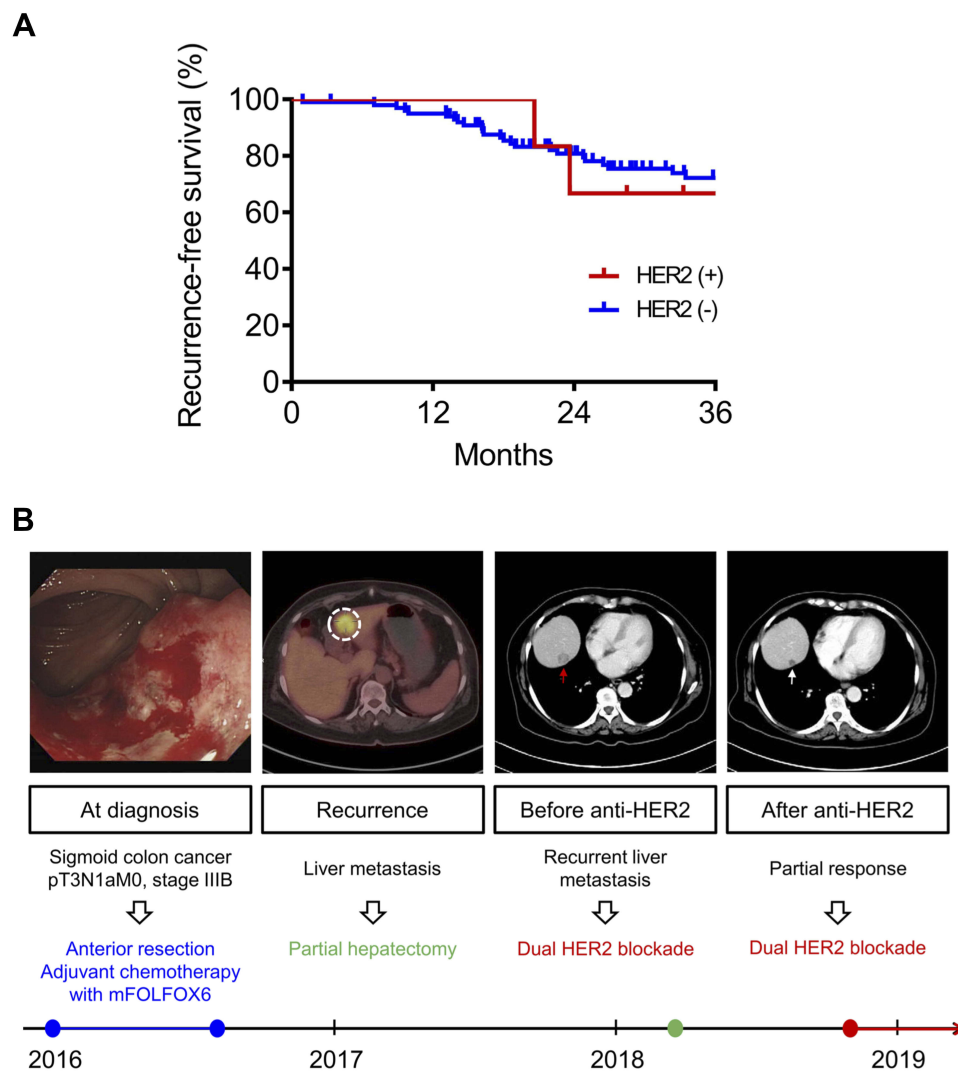 A
Recurrence-free survival (%)
100
80
60
40
20
0
0 12 24 36
Months
HER2 (+)
HER2 (-)
B
At diagnosis
Recurrence
Before anti-HER2
After anti-HER2
Sigmoid colon cancer
pT3N1aM0, stage IIIB
Liver metastasis
Recurrent liver
metastasis
Partial response
Anterior resection
Adjuvant chemotherapy
with mFOLFOX6
Partial hepatectomy
Dual HER2 blockade
Dual HER2 blockade
2016 2017 2018 2019